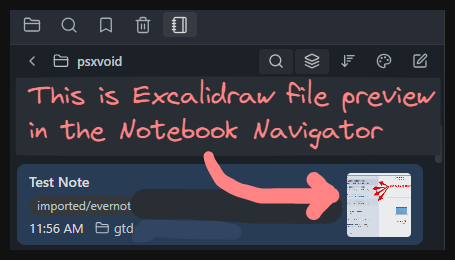 psxvoid
This is Excalidraw file preview
in the Notebook Navigator
Test Note
imported/evernot
11:56 AM gtd